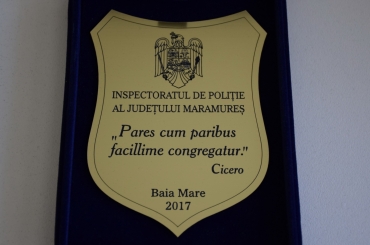 INSPECTORATUL DE POLIȚIE
AL JUDEȚULUI MARAMUREȘ
„Pares cum paribus
facillime congregatur."
Cicero
Baia Mare
2017